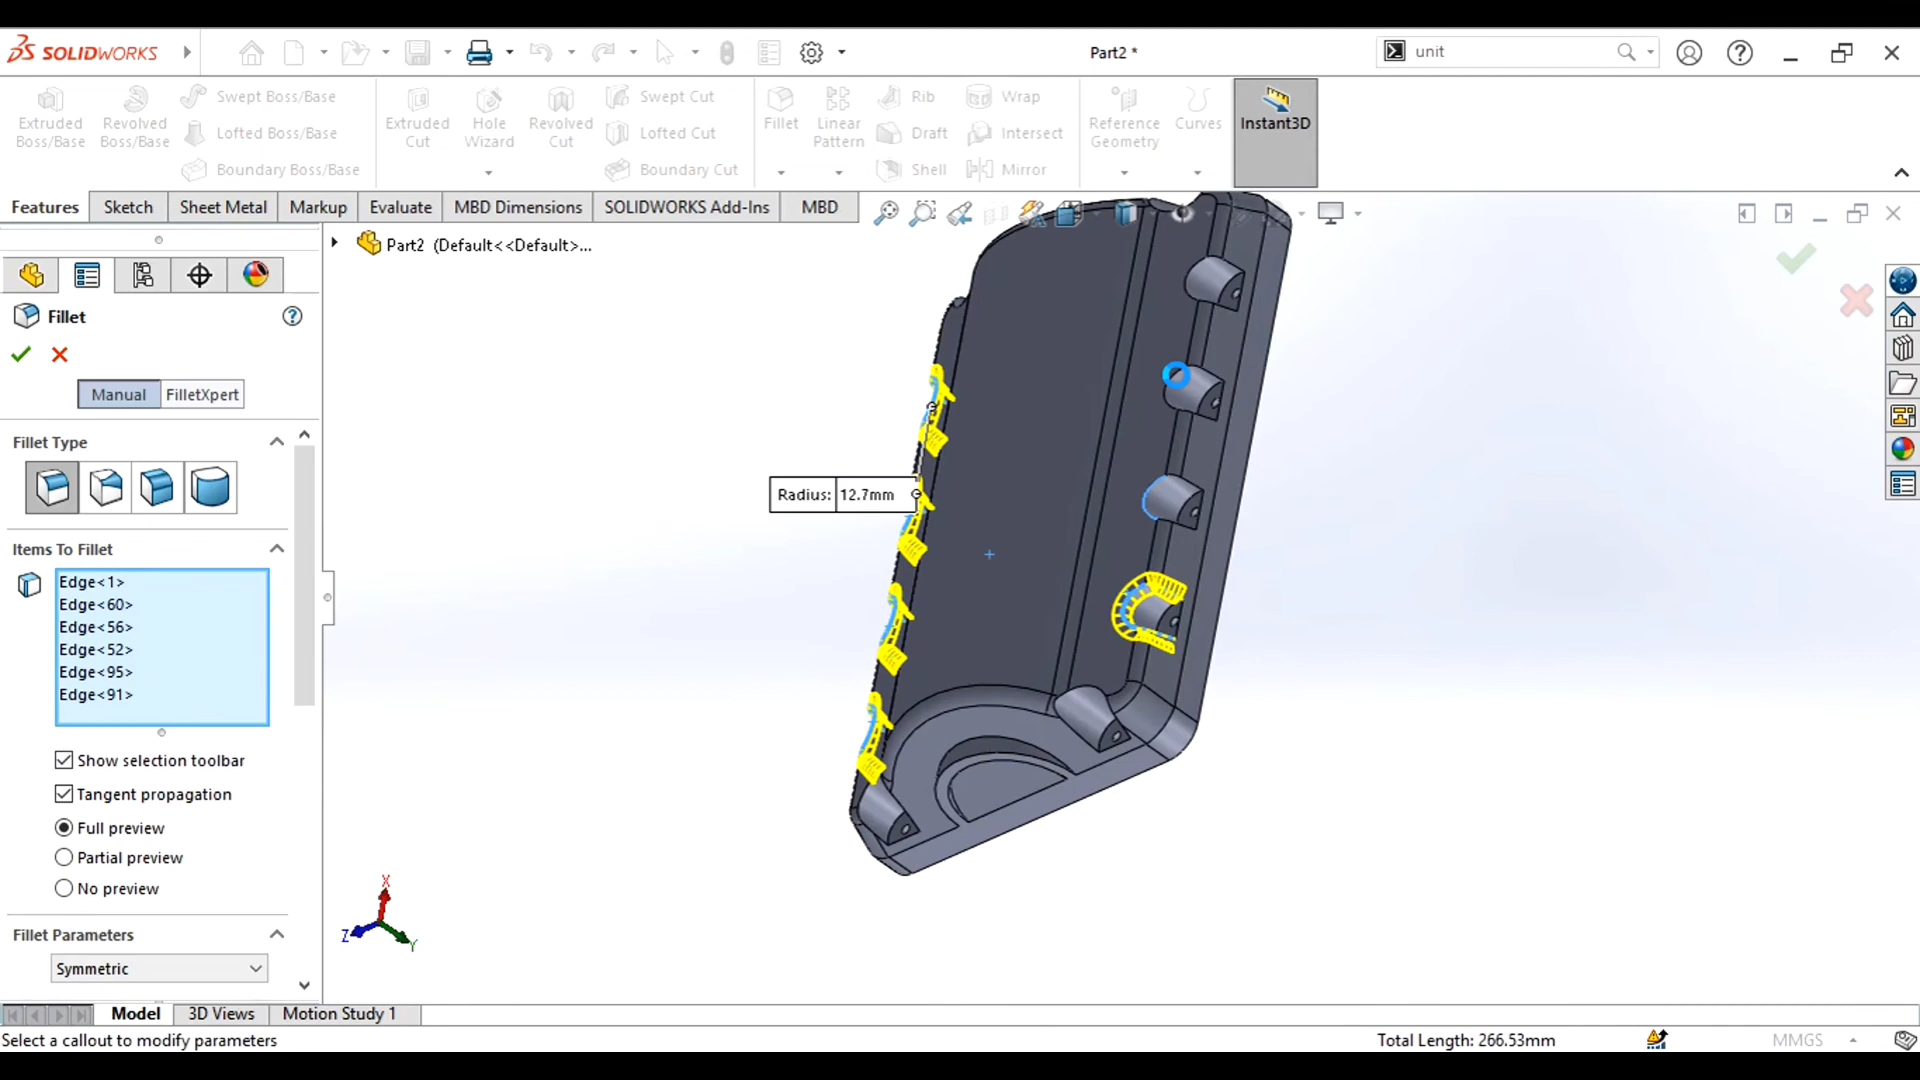 SOLIDWORKS
Part2 *
unit
Extruded Boss/Base
Revolved Boss/Base
Swept Boss/Base
Lofted Boss/Base
Boundary Boss/Base
Extruded Cut
Hole Wizard
Revolved Cut
Swept Cut
Lofted Cut
Boundary Cut
Fillet
Linear Pattern
Rib
Draft
Shell
Wrap
Intersect
Mirror
Reference Geometry
Curves
Instant3D
Features Sketch Sheet Metal Markup Evaluate MBD Dimensions SOLIDWORKS Add-Ins MBD
Part2 (Default<<Default>...
Fillet
Manual FilletXpert
Fillet Type
Items To Fillet
Edge<1>
Edge<60>
Edge<56>
Edge<52>
Edge<95>
Edge<91>
Show selection toolbar
Tangent propagation
Full preview
Partial preview
No preview
Fillet Parameters
Symmetric
Radius: 12.7mm
X
Z
Y
Model 3D Views Motion Study 1
Select a callout to modify parameters
Total Length: 266.53mm
MMGS